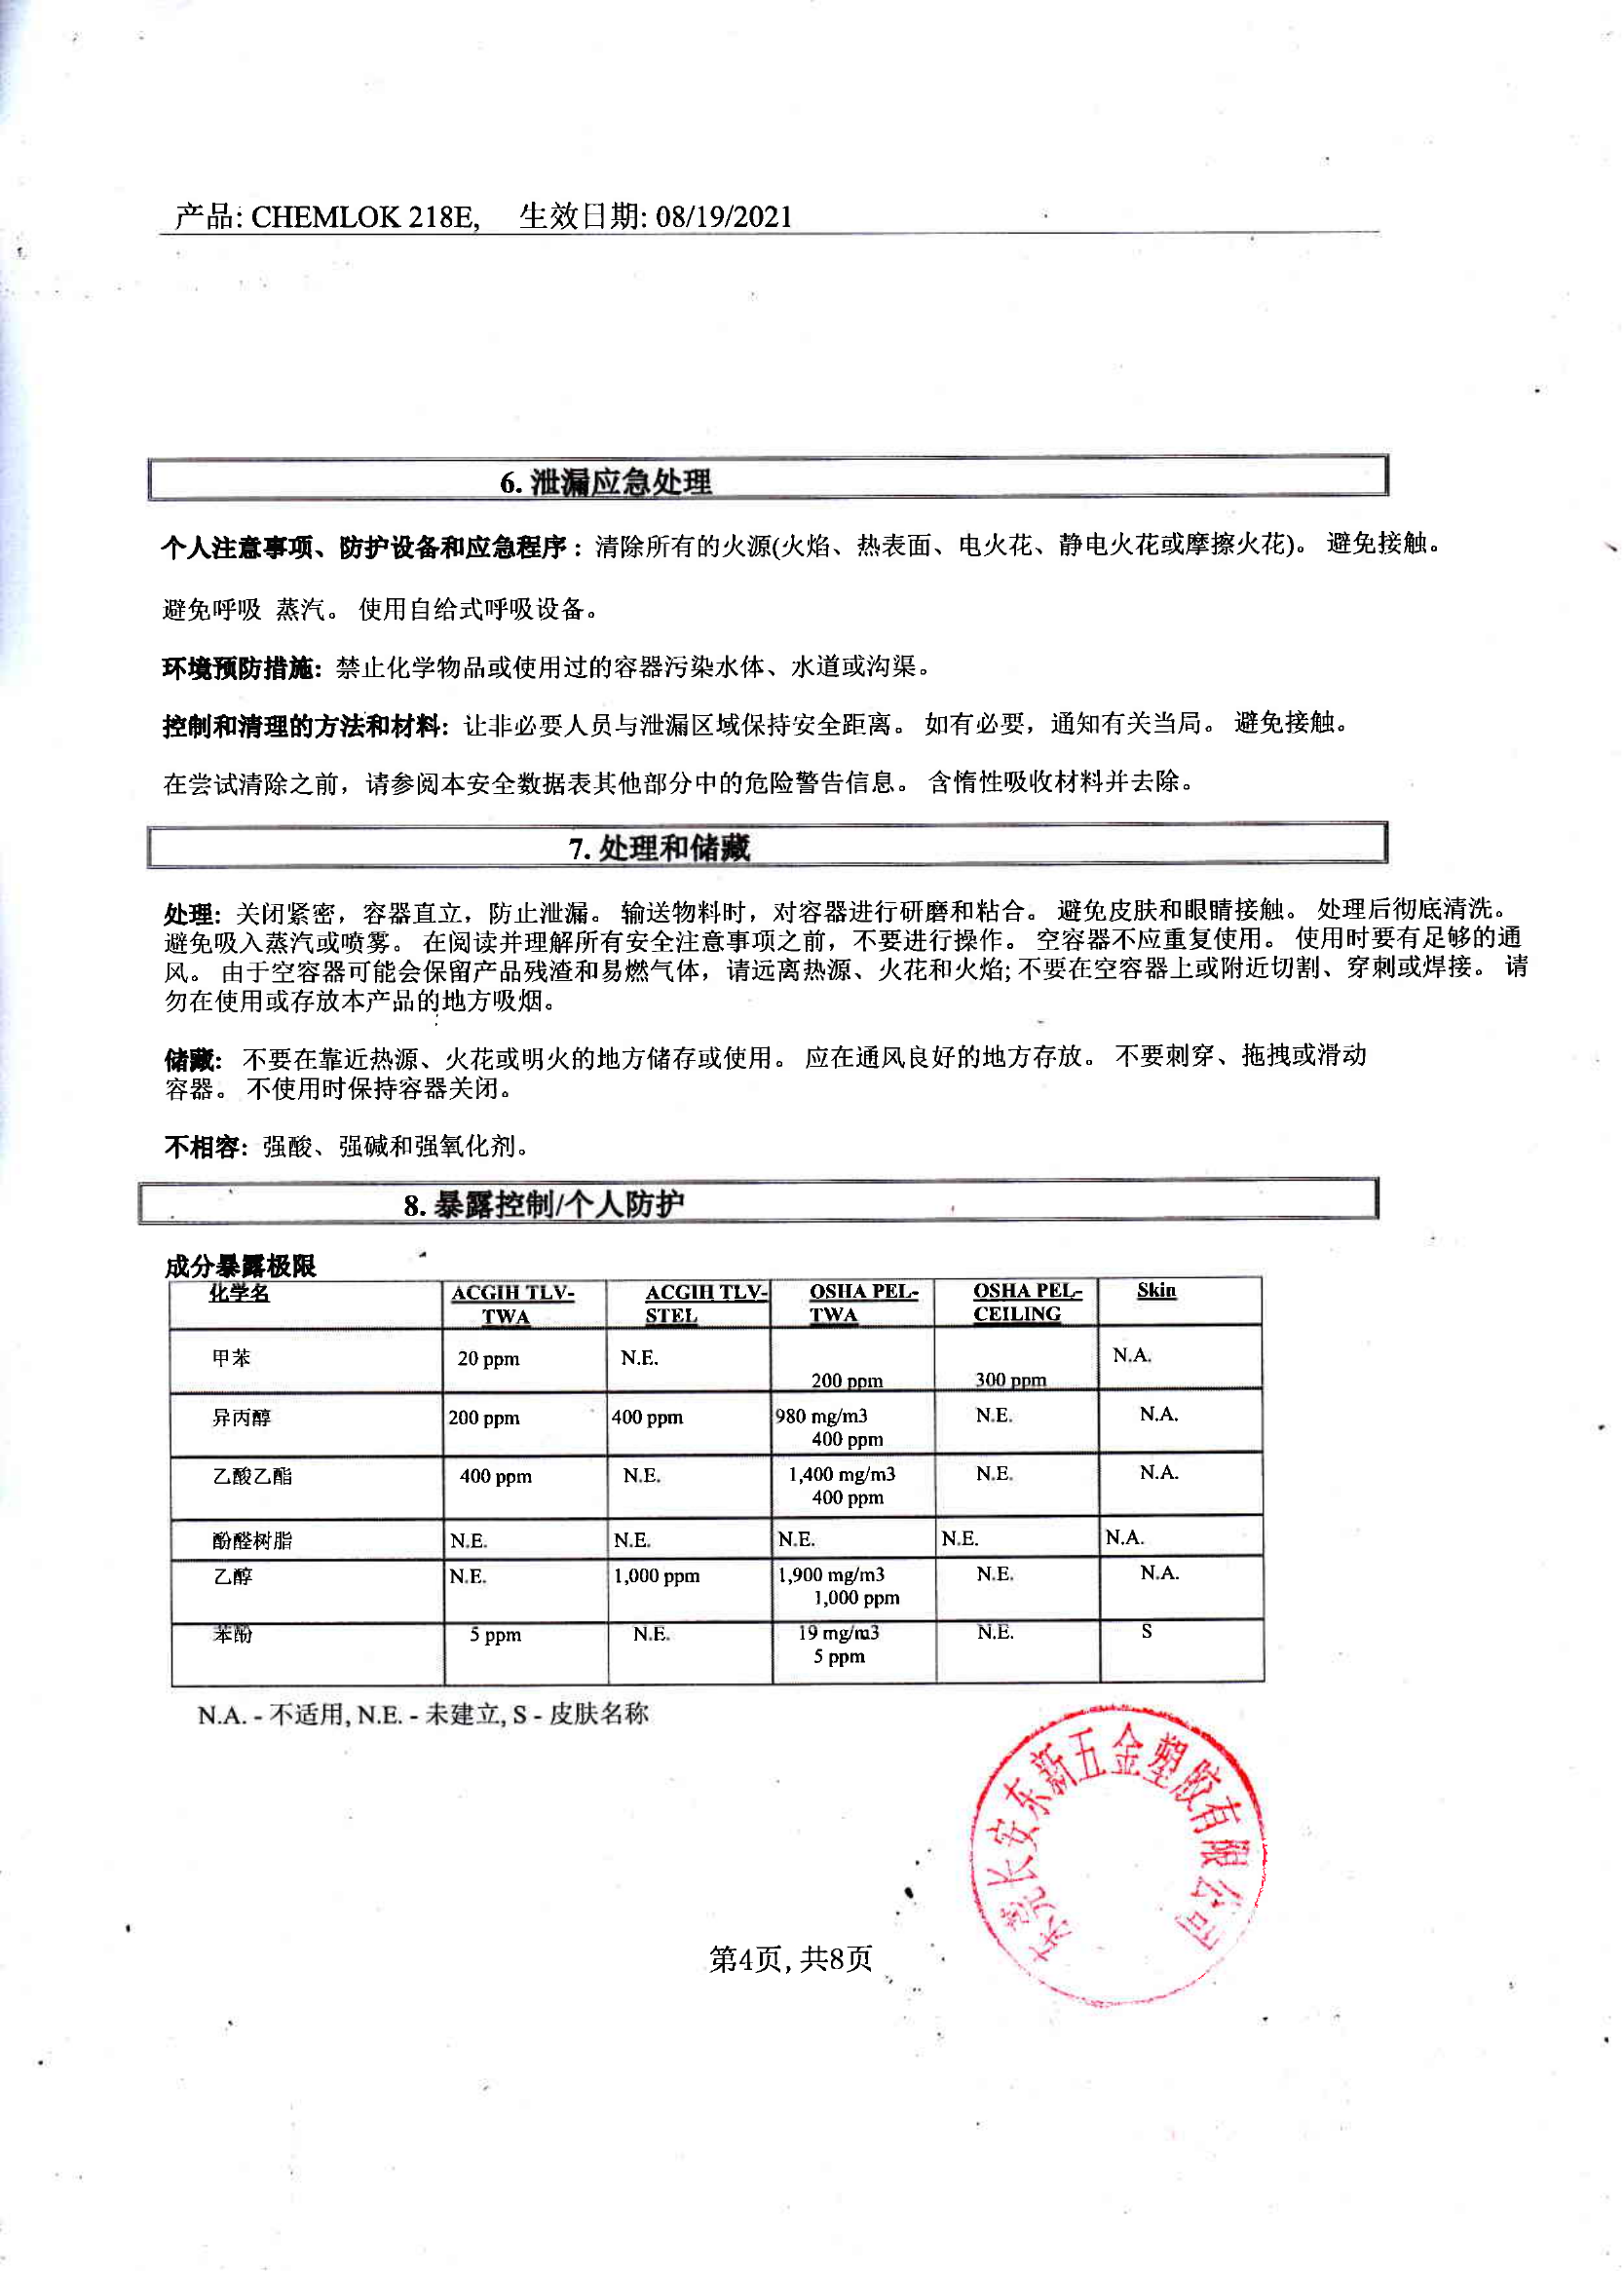 产品: CHEMLOK 218E, 生效日期: 08/19/2021
6. 泄漏应急处理
个人注意事项、防护设备和应急程序: 清除所有的火源(火焰、热表面、电火花、静电火花或摩擦火花)。 避免接触。
避免呼吸 蒸汽。 使用自给式呼吸设备。
环境预防措施: 禁止化学物品或使用过的容器污染水体、水道或沟渠。
控制和清理的方法和材料: 让非必要人员与泄漏区域保持安全距离。 如有必要，通知有关当局。 避免接触。
在尝试清除之前，请参阅本安全数据表其他部分中的危险警告信息。 含惰性吸收材料并去除。
7. 处理和储藏
处理: 关闭紧密，容器直立，防止泄漏。 输送物料时，对容器进行研磨和粘合。 避免皮肤和眼睛接触。 处理后彻底清洗。
避免吸入蒸汽或喷雾。 在阅读并理解所有安全注意事项之前，不要进行操作。 空容器不应重复使用。 使用时要有足够的通
风。 由于空容器可能会保留产品残渣和易燃气体，请远离热源、火花和火焰; 不要在空容器上或附近切割、穿刺或焊接。 请
勿在使用或存放本产品的地方吸烟。
储藏: 不要在靠近热源、火花或明火的地方储存或使用。 应在通风良好的地方存放。 不要刺穿、拖拽或滑动
容器。 不使用时保持容器关闭。
不相容: 强酸、强碱和强氧化剂。
8. 暴露控制/个人防护
成分暴露极限
化学名 ACGIH TLV-TWA ACGIH TLV-STEL OSHA PEL-TWA OSHA PEL-CEILING Skin
甲苯 20 ppm N.E. 200 ppm 300 ppm N.A.
异丙醇 200 ppm 400 ppm 980 mg/m3 400 ppm N.E. N.A.
乙酸乙酯 400 ppm N.E. 1,400 mg/m3 400 ppm N.E. N.A.
酚醛树脂 N.E. N.E. N.E. N.E. N.A.
乙醇 N.E. 1,000 ppm 1,900 mg/m3 1,000 ppm N.E. N.A.
苯酚 5 ppm N.E. 19 mg/m3 5 ppm N.E. S
N.A. - 不适用, N.E. - 未建立, S - 皮肤名称
东莞长安东新五金塑胶有限公司
第4页, 共8页